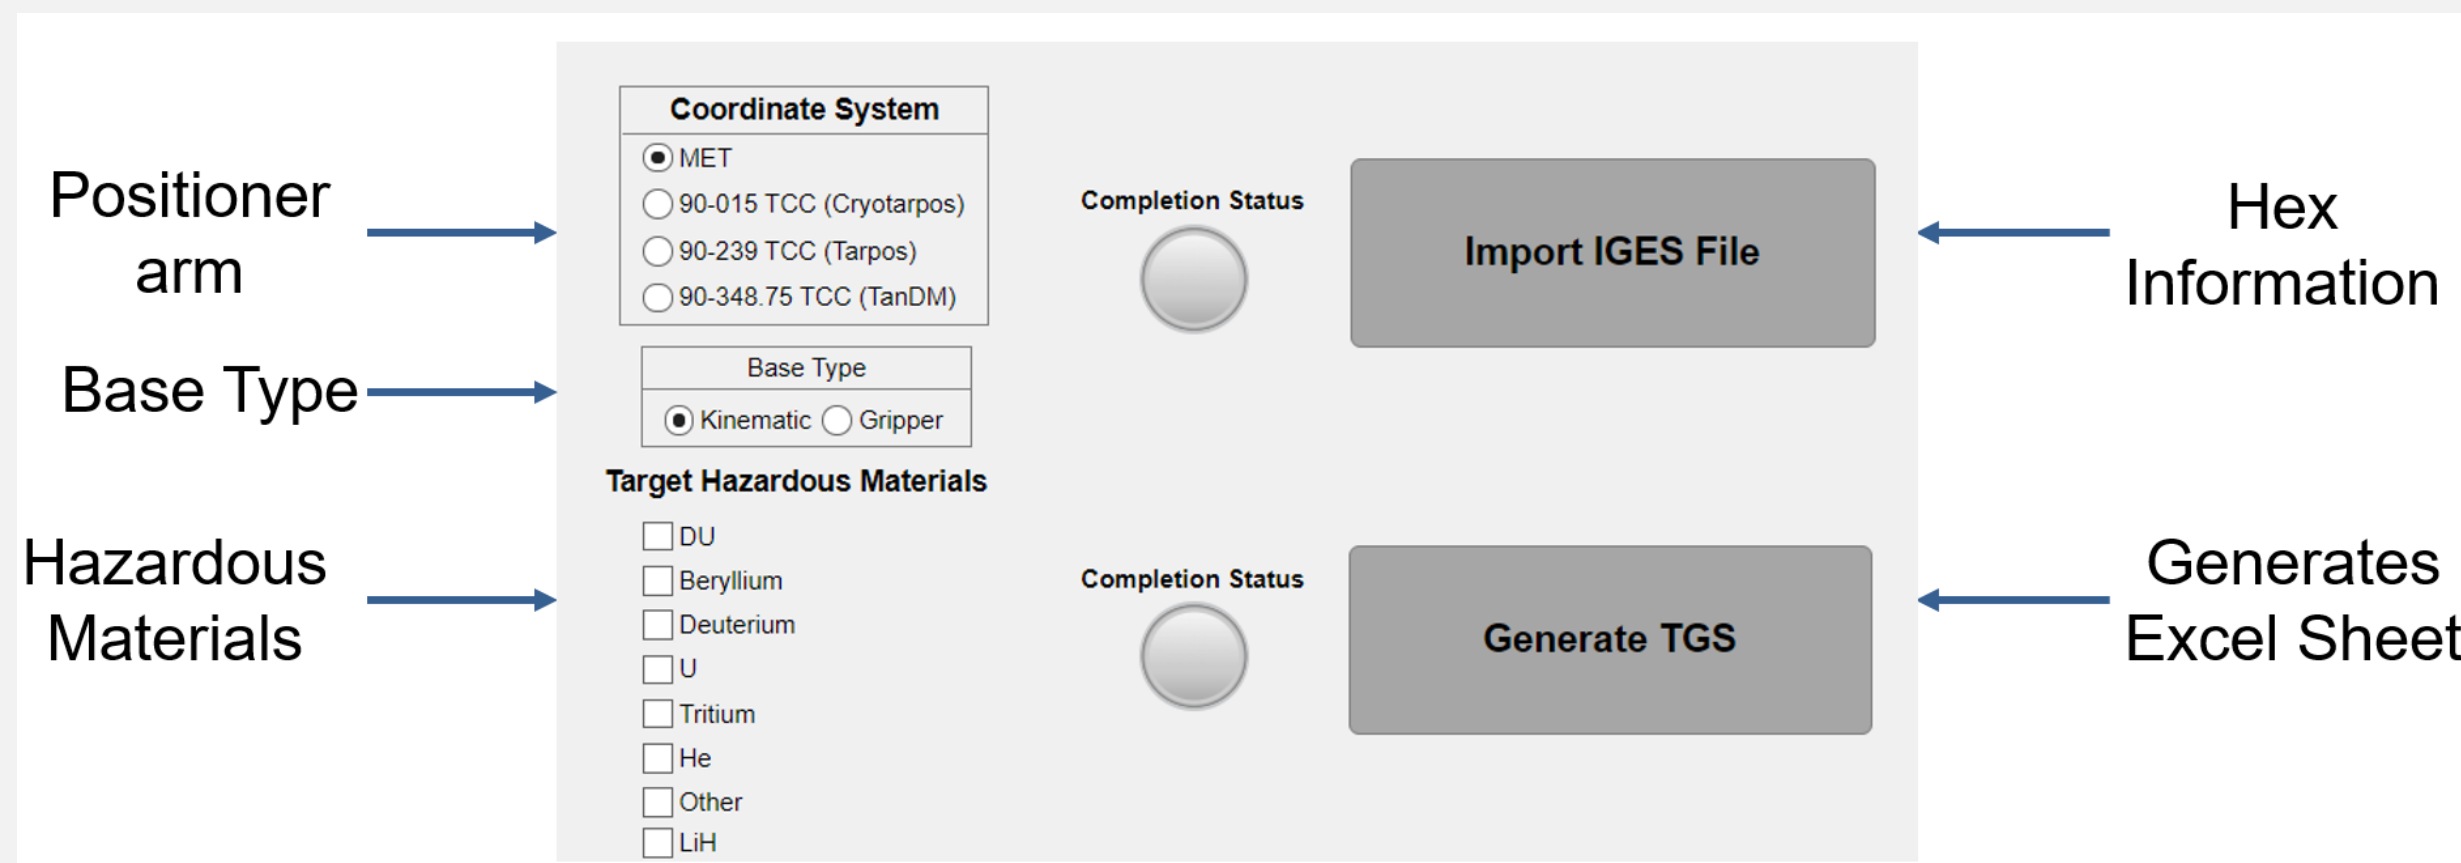 Positioner
arm
Base Type
Hazardous
Materials
Coordinate System
MET
90-015 TCC (Cryotarpos)
90-239 TCC (Tarpos)
90-348.75 TCC (TanDM)
Base Type
Kinematic Gripper
Target Hazardous Materials
DU
Beryllium
Deuterium
U
Tritium
He
Other
LiH
Completion Status
Import IGES File
Completion Status
Generate TGS
Hex
Information
Generates
Excel Sheet